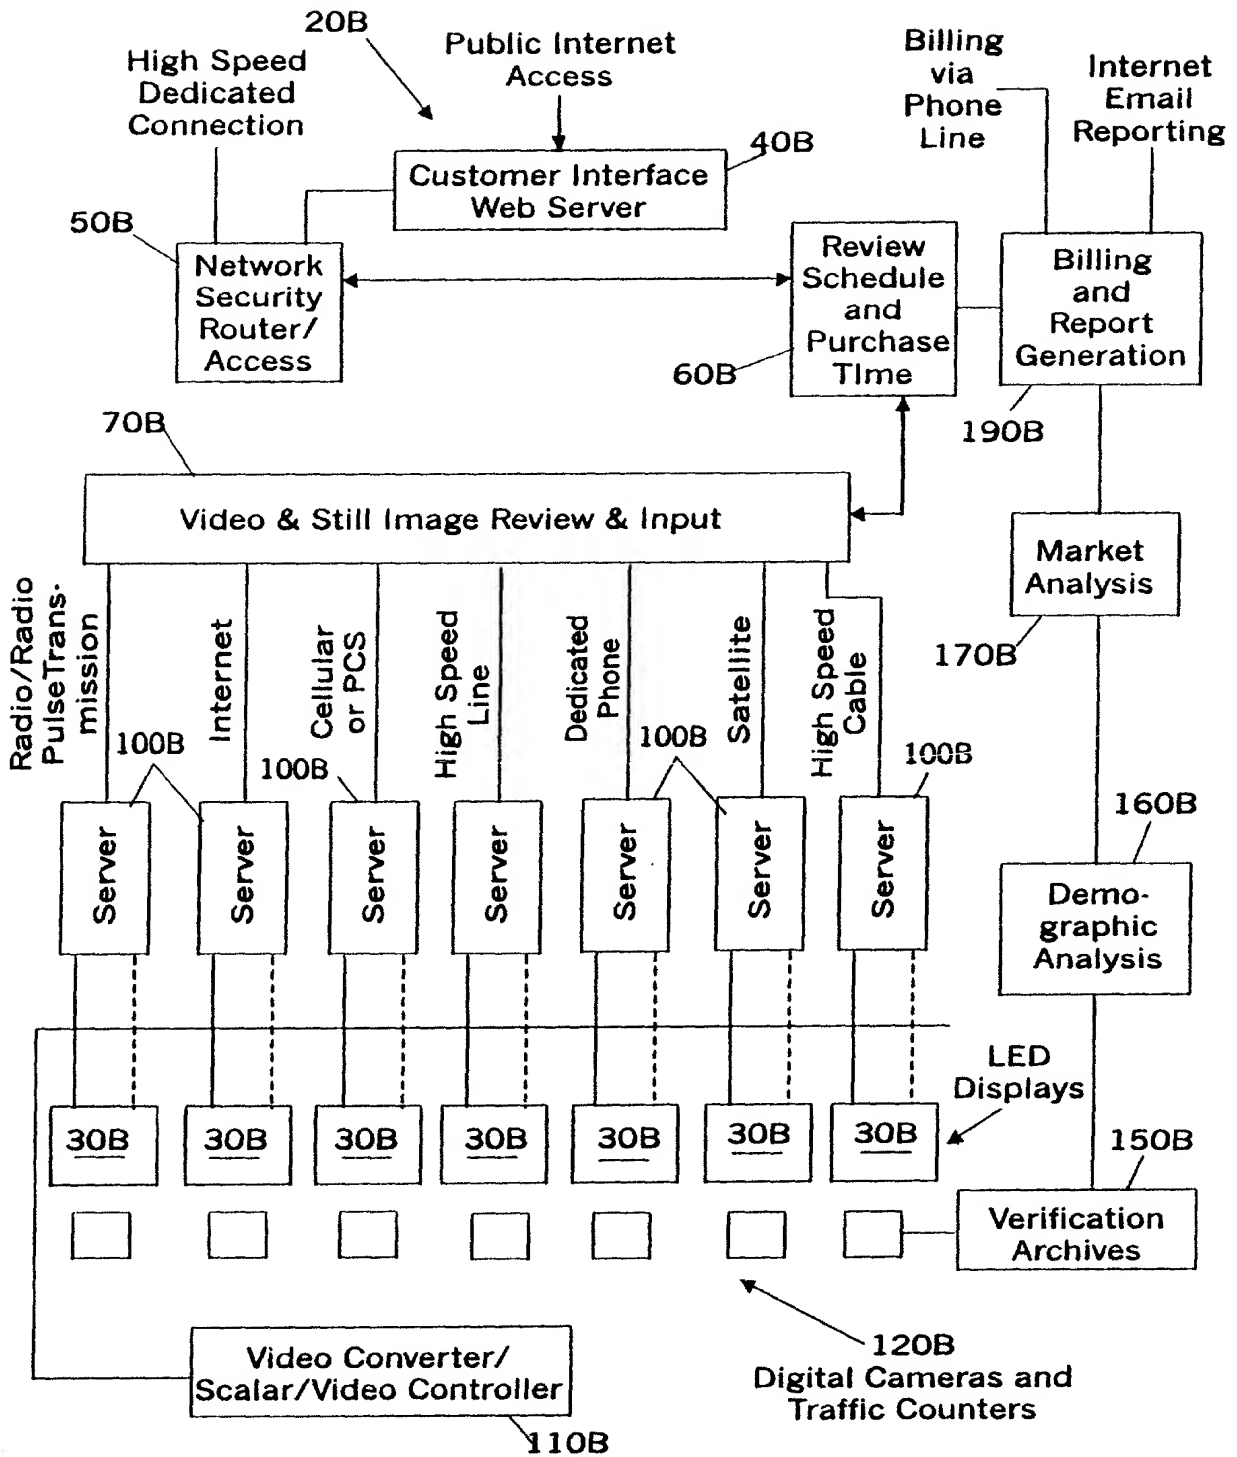 20B
High Speed
Dedicated
Connection
Public Internet
Access
Billing
via
Phone
Line
Internet
Email
Reporting
40B
Customer Interface
Web Server
50B
Network
Security
Router/
Access
Review
Schedule
and
Purchase
TIme
60B
Billing
and
Report
Generation
190B
70B
Video & Still Image Review & Input
Market
Analysis
170B
Radio/Radio
PulseTrans-
mission
Internet
Cellular
or PCS
High Speed
Line
Dedicated
Phone
Satellite
High Speed
Cable
100B
100B
100B
100B
Server
Server
Server
Server
Server
Server
Server
160B
Demo-
graphic
Analysis
LED
Displays
30B
30B
30B
30B
30B
30B
30B
150B
Verification
Archives
120B
Digital Cameras and
Traffic Counters
Video Converter/
Scalar/Video Controller
110B